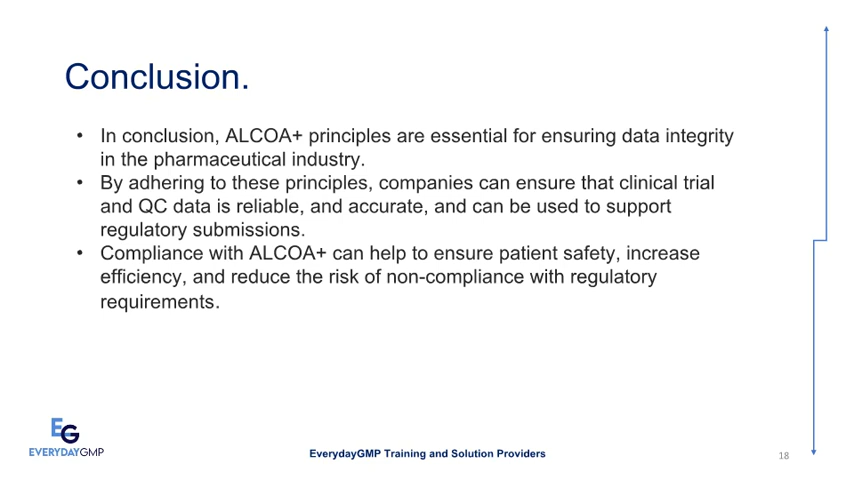 Conclusion.
• In conclusion, ALCOA+ principles are essential for ensuring data integrity
in the pharmaceutical industry.
• By adhering to these principles, companies can ensure that clinical trial
and QC data is reliable, and accurate, and can be used to support
regulatory submissions.
• Compliance with ALCOA+ can help to ensure patient safety, increase
efficiency, and reduce the risk of non-compliance with regulatory
requirements.
EG
EVERYDAYGMP
EverydayGMP Training and Solution Providers
18